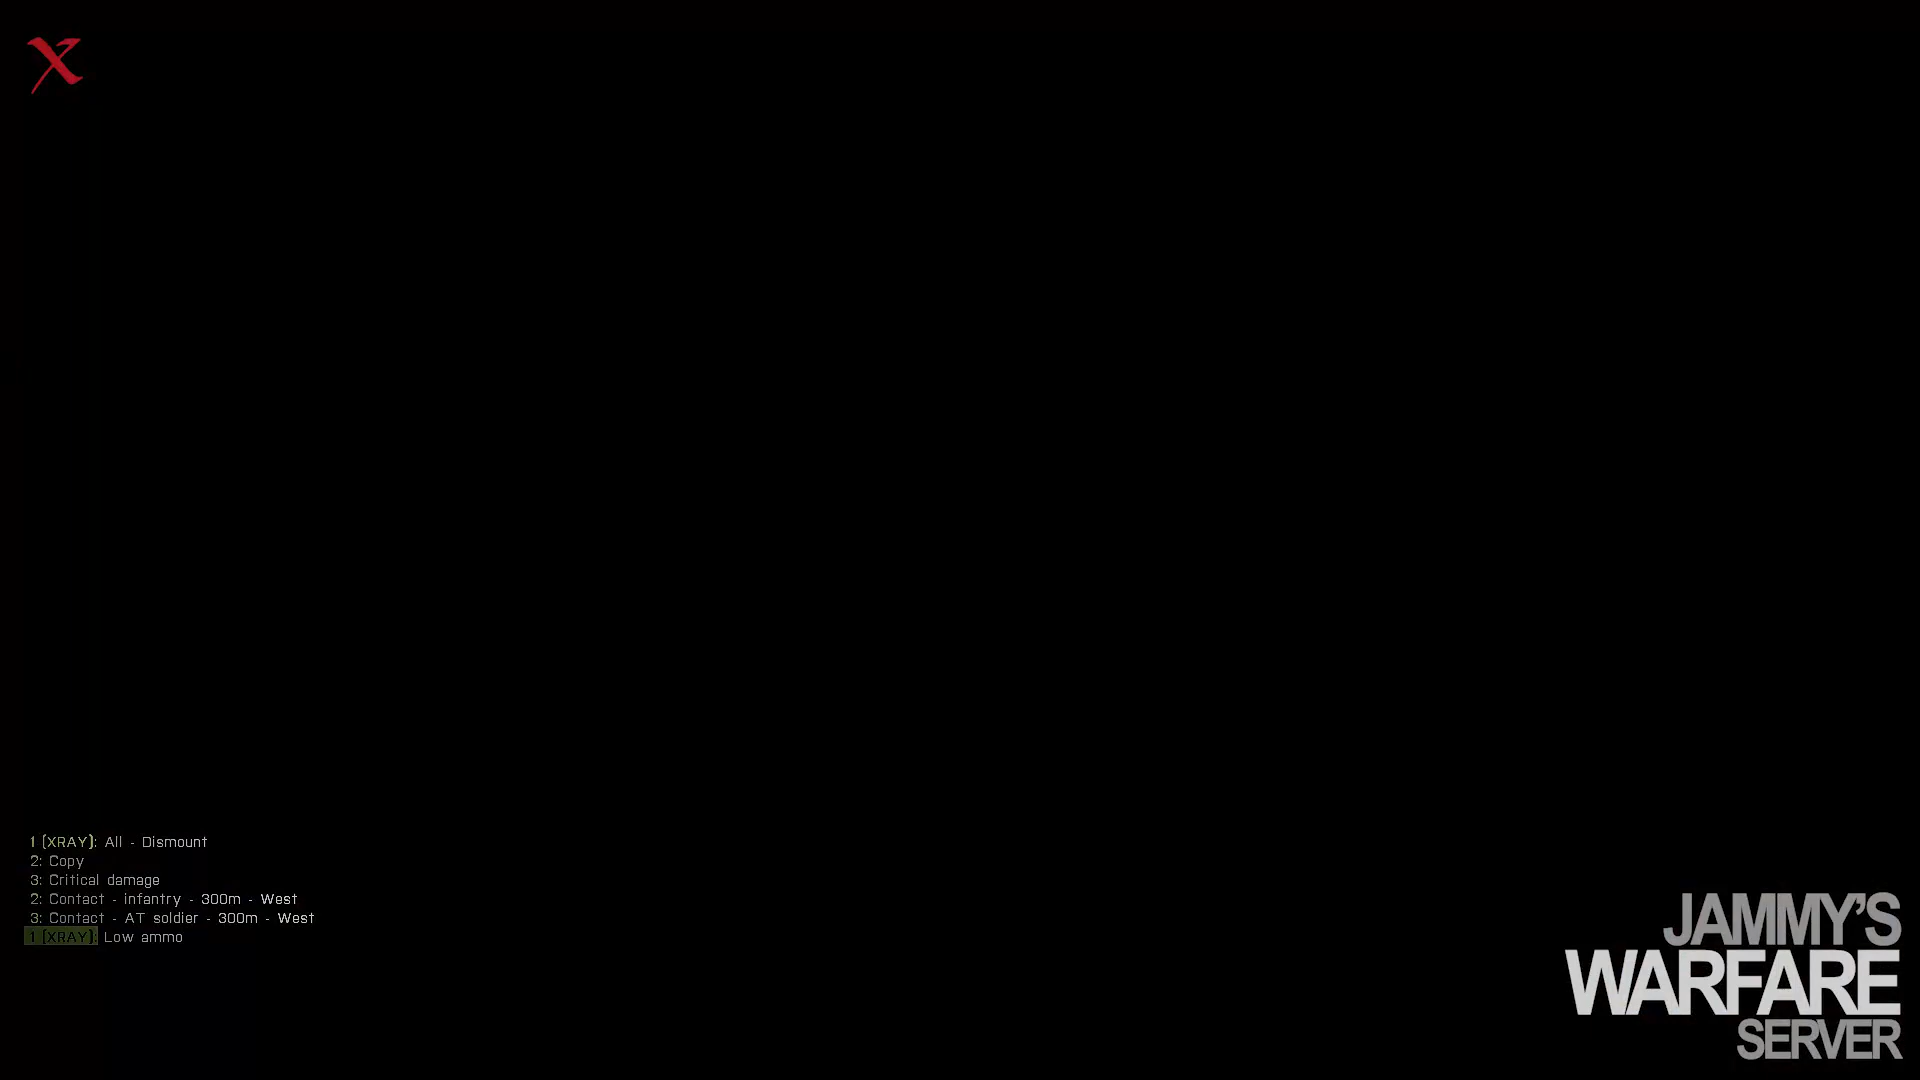 X
1 (XRAY): All - Dismount
2: Copy
3: Critical damage
2: Contact - infantry - 300m - West
3: Contact - AT soldier - 300m - West
1 (XRAY): Low ammo
JAMMY'S
WARFARE
SERVER